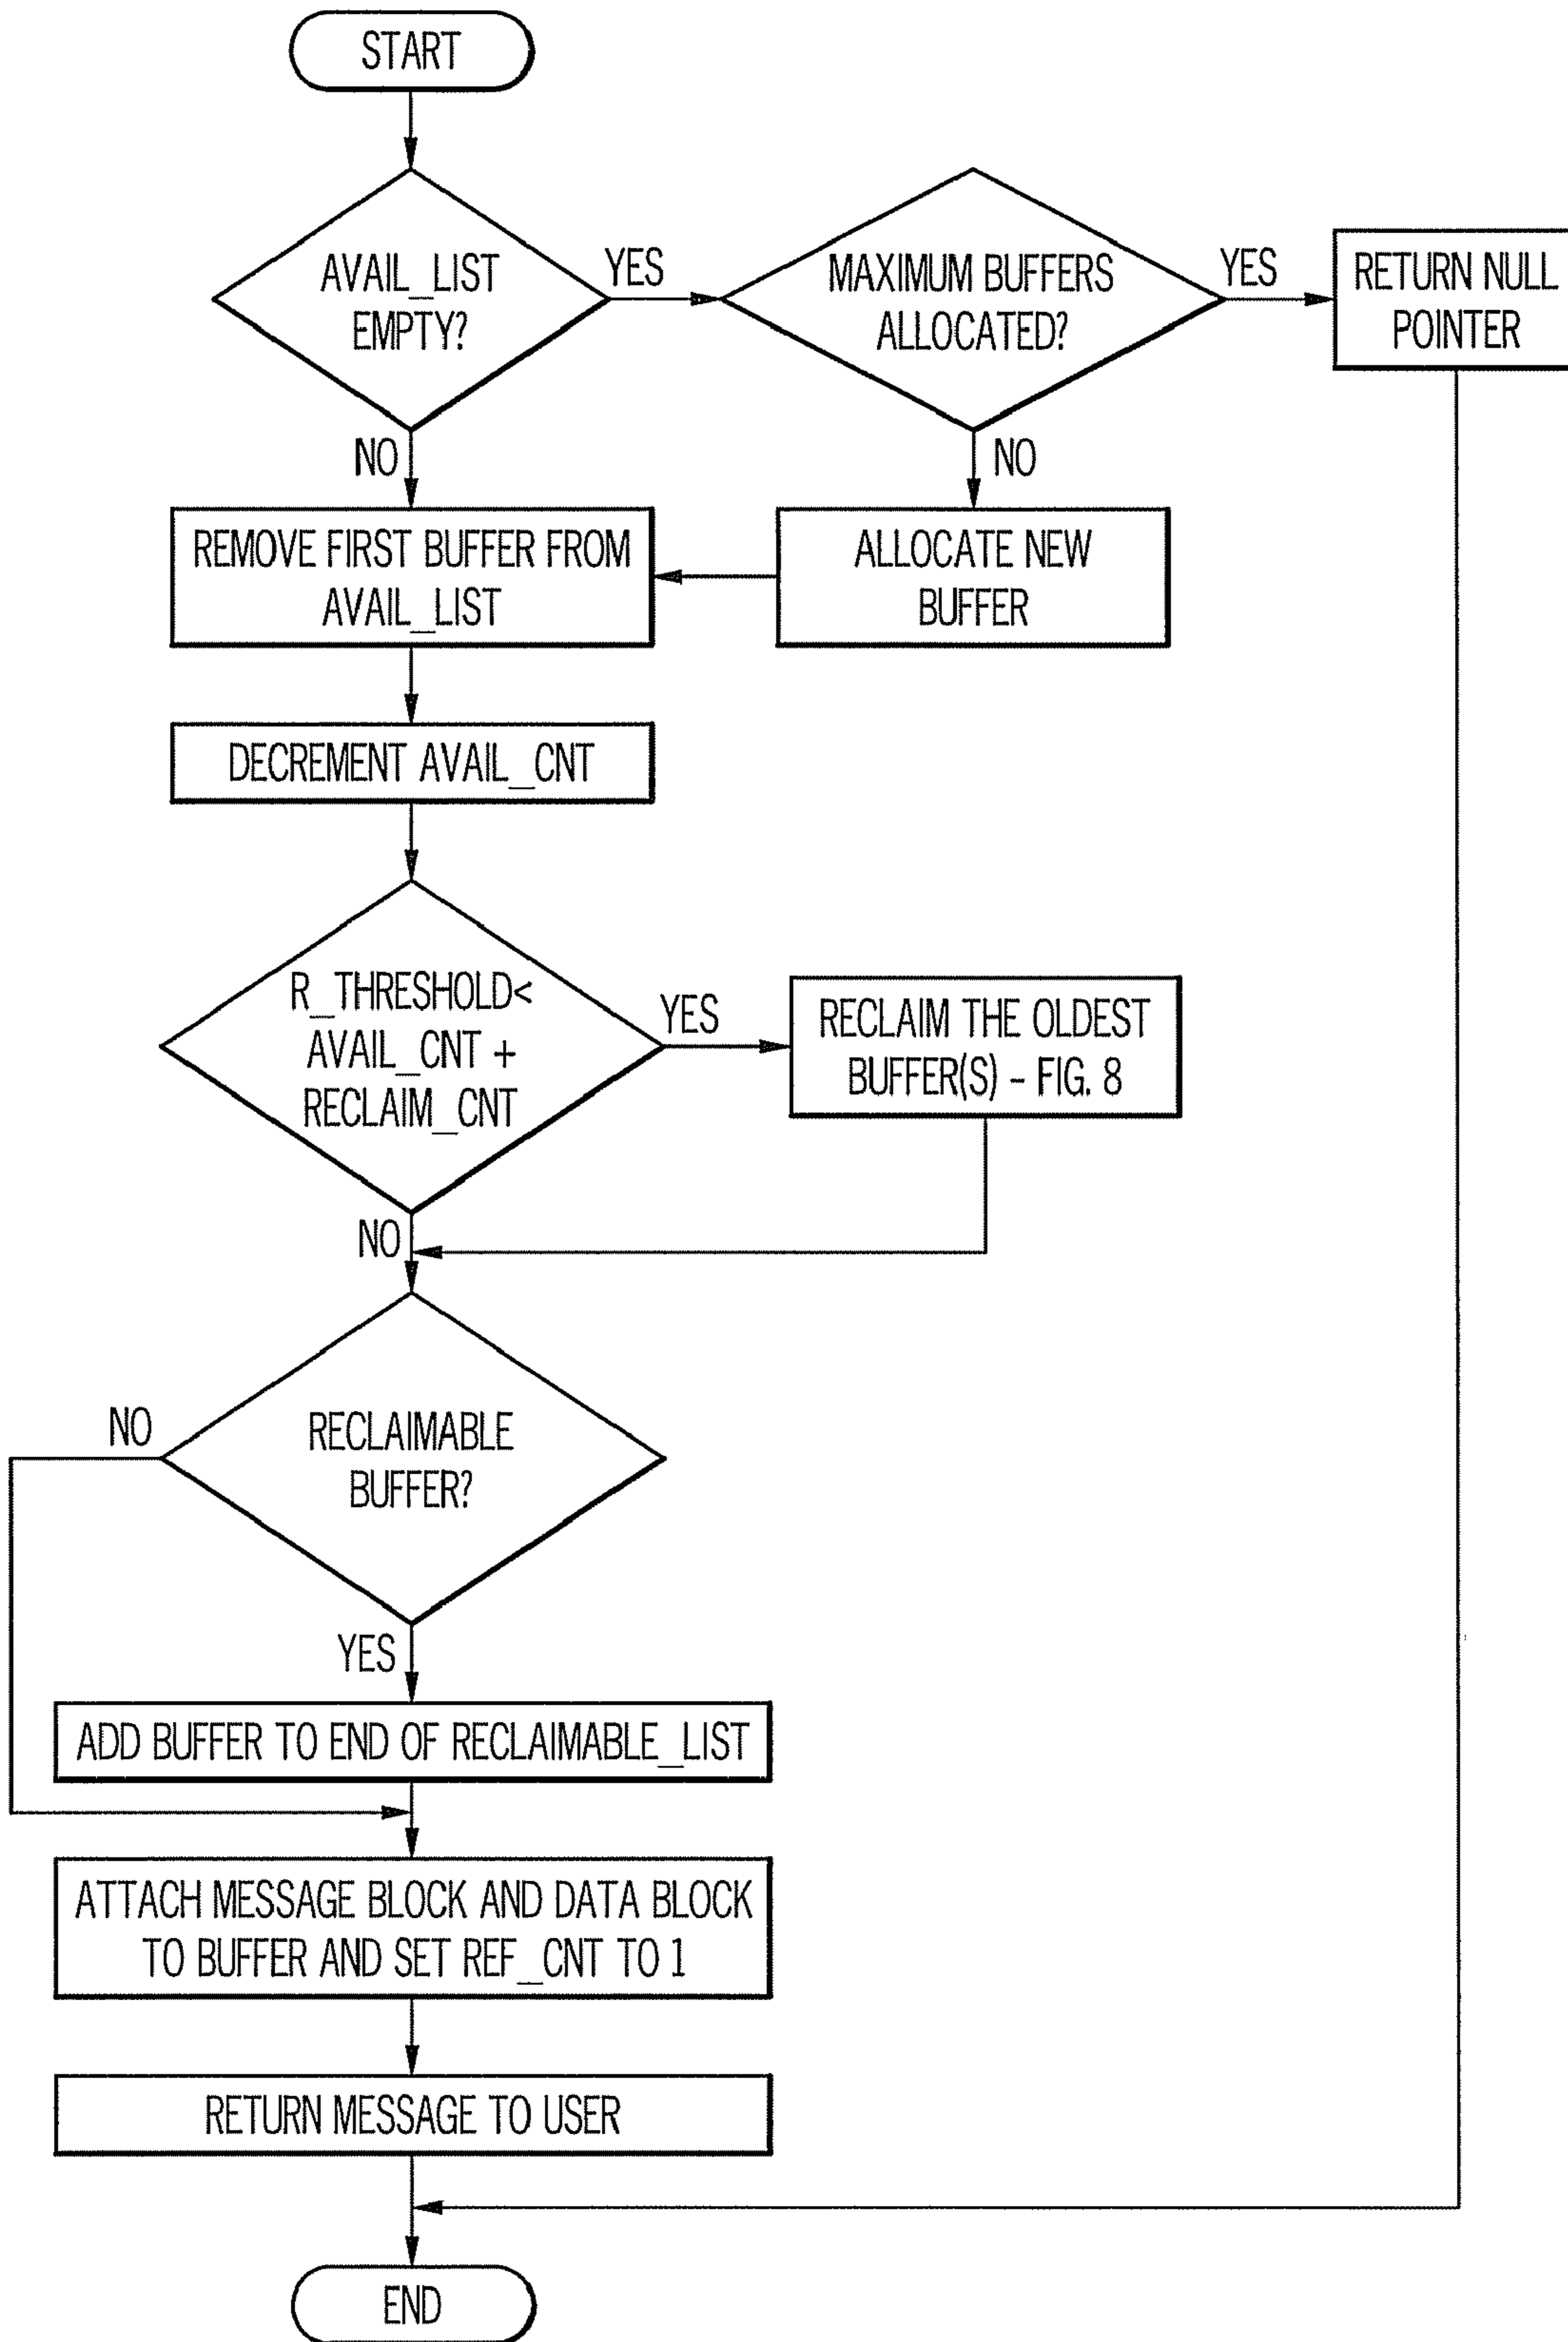 START
AVAIL_LIST
EMPTY?
YES
MAXIMUM BUFFERS
ALLOCATED?
YES
RETURN NULL
POINTER
NO
NO
REMOVE FIRST BUFFER FROM
AVAIL_LIST
ALLOCATE NEW
BUFFER
DECREMENT AVAIL_CNT
R_THRESHOLD<
AVAIL_CNT +
RECLAIM_CNT
YES
RECLAIM THE OLDEST
BUFFER(S) – FIG. 8
NO
RECLAIMABLE
BUFFER?
NO
YES
ADD BUFFER TO END OF RECLAIMABLE_LIST
ATTACH MESSAGE BLOCK AND DATA BLOCK
TO BUFFER AND SET REF_CNT TO 1
RETURN MESSAGE TO USER
END